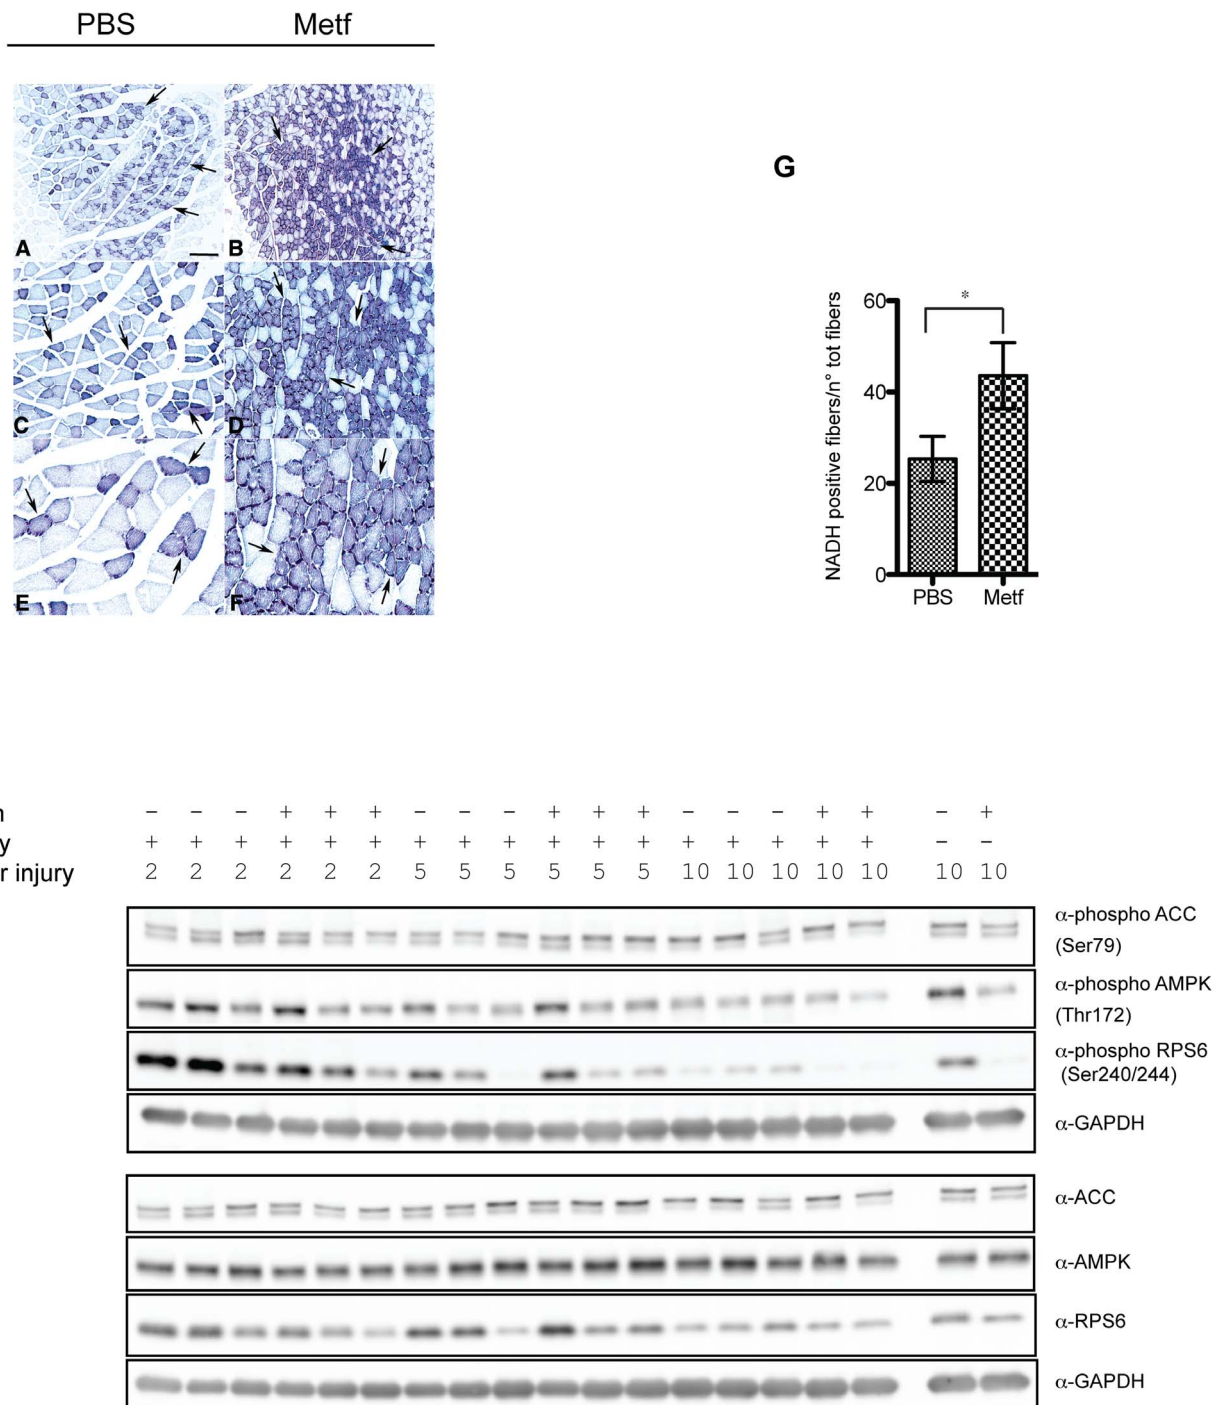 PBS Metf
A B
C D
E F
G
NADH positive fibers/n° tot fibers
60
40
20
0
*
PBS Metf
− − − + + + − − − + + + − − − + + − +
+ + + + + + + + + + + + + + + + + − −
r injury 2 2 2 2 2 2 5 5 5 5 5 5 10 10 10 10 10 10 10
α-phospho ACC
(Ser79)
α-phospho AMPK
(Thr172)
α-phospho RPS6
(Ser240/244)
α-GAPDH
α-ACC
α-AMPK
α-RPS6
α-GAPDH